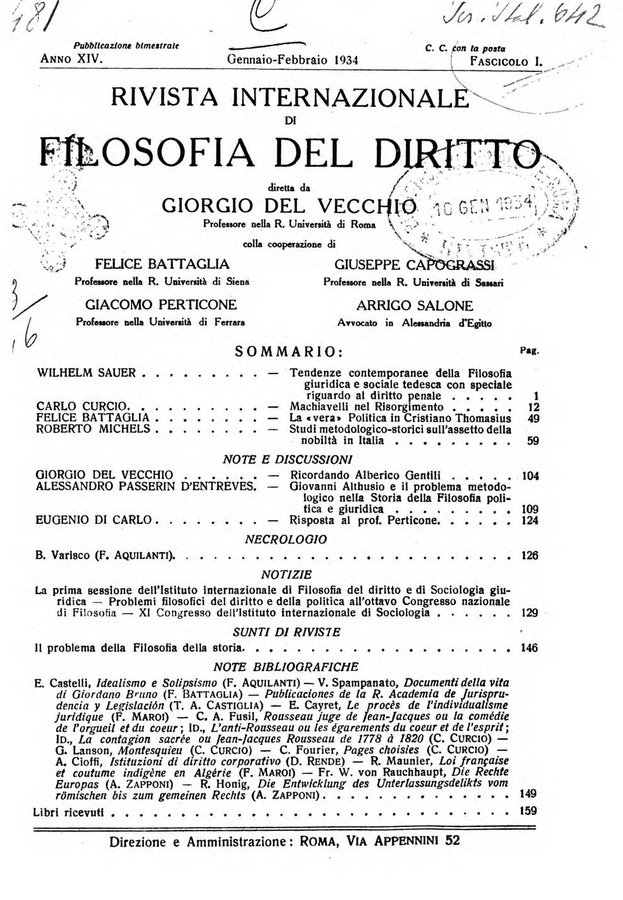 481
Scr. Ital. 642
Pubblicazione bimestrale
C. C. con la posta
ANNO XIV.
Gennaio-Febbraio 1934
FASCICOLO I.
RIVISTA INTERNAZIONALE
DI
FILOSOFIA DEL DIRITTO
diretta da
GIORGIO DEL VECCHIO
10 GEN 1934
Professore nella R. Università di Roma
colla cooperazione di
FELICE BATTAGLIA
GIUSEPPE CAPOGRASSI
Professore nella R. Università di Siena
Professore nella R. Università di Sassari
GIACOMO PERTICONE
ARRIGO SALONE
Professore nella Università di Ferrara
Avvocato in Alessandria d'Egitto
SOMMARIO:
Pag.
WILHELM SAUER . . . . . . . . . — Tendenze contemporanee della Filosofia
giuridica e sociale tedesca con speciale
riguardo al diritto penale . . . . . 1
CARLO CURCIO. . . . . . . . . . — Machiavelli nel Risorgimento . . . . . 12
FELICE BATTAGLIA . . . . . . . . — La «vera» Politica in Cristiano Thomasius 49
ROBERTO MICHELS . . . . . . . . — Studi metodologico-storici sull'assetto della
nobiltà in Italia . . . . . . . . . 59
NOTE E DISCUSSIONI
GIORGIO DEL VECCHIO . . . . . . — Ricordando Alberico Gentili . . . . . 104
ALESSANDRO PASSERIN D'ENTRÈVES. — Giovanni Althusio e il problema metodo-
logico nella Storia della Filosofia poli-
tica e giuridica . . . . . . . . . 109
EUGENIO DI CARLO . . . . . . . . — Risposta al prof. Perticone. . . . . . 124
NECROLOGIO
B. Varisco (F. AQUILANTI). . . . . . . . . . . . . . . . . . . . . . 126
NOTIZIE
La prima sessione dell'Istituto internazionale di Filosofia del diritto e di Sociologia giu-
ridica — Problemi filosofici del diritto e della politica all'ottavo Congresso nazionale
di Filosofia — XI Congresso dell'Istituto internazionale di Sociologia . . . . . . 129
SUNTI DI RIVISTE
Il problema della Filosofia della storia. . . . . . . . . . . . . . . . . . 146
NOTE BIBLIOGRAFICHE
E. Castelli, Idealismo e Solipsismo (F. AQUILANTI) — V. Spampanato, Documenti della vita
di Giordano Bruno (F. BATTAGLIA) — Publicaciones de la R. Academia de Jurispru-
dencia y Legislación (T. A. CASTIGLIA) — E. Cayret, Le procès de l'individualisme
juridique (F. MAROI) — C. A. Fusil, Rousseau juge de Jean-Jacques ou la comédie
de l'orgueil et du coeur; ID., L'anti-Rousseau ou les égarements du coeur et de l'esprit;
ID., La contagion sacrée ou Jean-Jacques Rousseau de 1778 à 1820 (C. CURCIO) —
G. Lanson, Montesquieu (C. CURCIO) — C. Fourier, Pages choisies (C. CURCIO) —
A. Cioffi, Istituzioni di diritto corporativo (D. RENDE) — R. Maunier, Loi française
et coutume indigène en Algérie (F. MAROI) — Fr. W. von Rauchhaupt, Die Rechte
Europas (A. ZAPPONI) — R. Honig, Die Entwicklung des Unterlassungsdelikts vom
römischen bis zum gemeinen Rechts (A. ZAPPONI) . . . . . . . . . . . . . . 149
Libri ricevuti . . . . . . . . . . . . . . . . . . . . . . . . . . . 159
Direzione e Amministrazione: ROMA, VIA APPENNINI 52